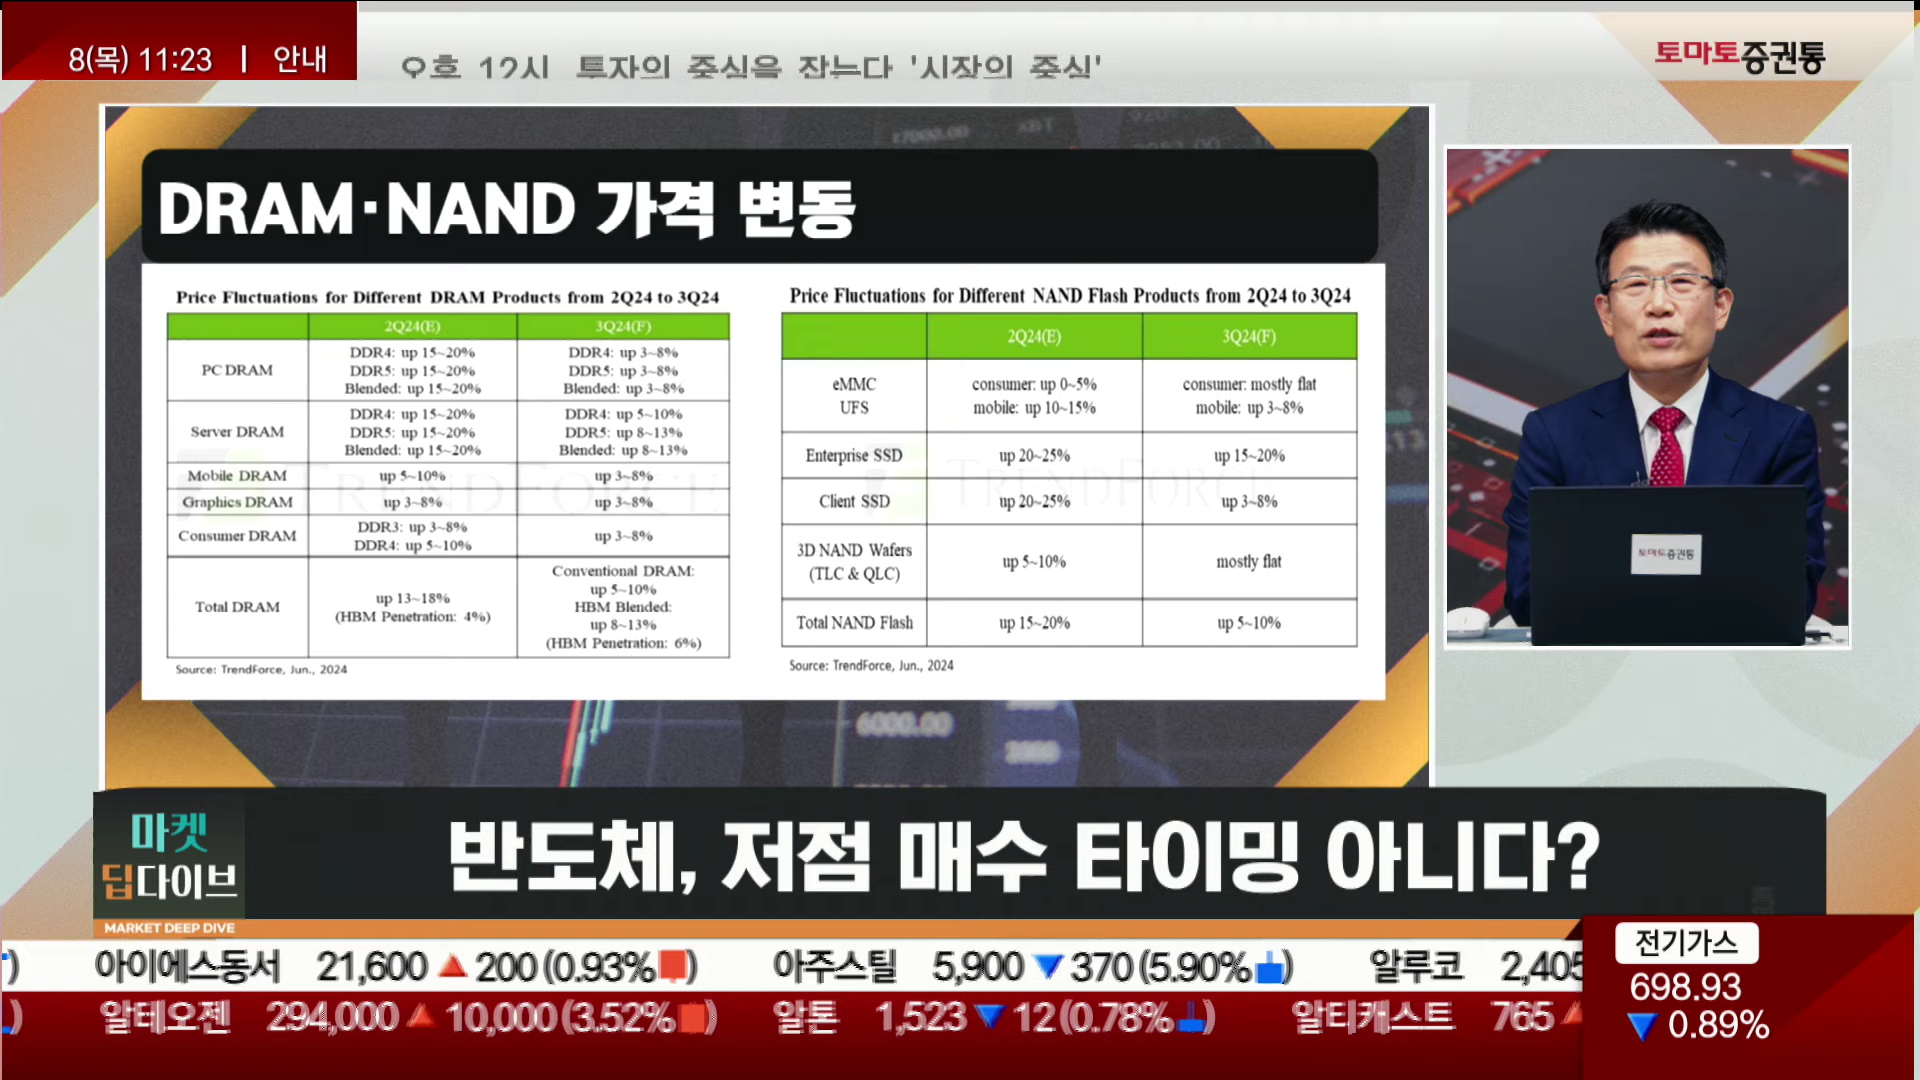 8(목) 11:23 | 안내
오후 12시 투자의 중심을 잡는다 '시장의 중심'
토마토증권통
DRAM·NAND 가격 변동
Price Fluctuations for Different DRAM Products from 2Q24 to 3Q24
2Q24(E) 3Q24(F)
PC DRAM
DDR4: up 15~20%
DDR5: up 15~20%
Blended: up 15~20%
DDR4: up 3~8%
DDR5: up 3~8%
Blended: up 3~8%
Server DRAM
DDR4: up 15~20%
DDR5: up 15~20%
Blended: up 15~20%
DDR4: up 5~10%
DDR5: up 8~13%
Blended: up 8~13%
Mobile DRAM up 5~10% up 3~8%
Graphics DRAM up 3~8% up 3~8%
Consumer DRAM
DDR3: up 3~8%
DDR4: up 5~10%
up 3~8%
Total DRAM
up 13~18%
(HBM Penetration: 4%)
Conventional DRAM:
up 5~10%
HBM Blended:
up 8~13%
(HBM Penetration: 6%)
Source: TrendForce, Jun., 2024
TRENDFORCE
Price Fluctuations for Different NAND Flash Products from 2Q24 to 3Q24
2Q24(E) 3Q24(F)
eMMC
UFS
consumer: up 0~5%
mobile: up 10~15%
consumer: mostly flat
mobile: up 3~8%
Enterprise SSD up 20~25% up 15~20%
Client SSD up 20~25% up 3~8%
3D NAND Wafers
(TLC & QLC)
up 5~10% mostly flat
Total NAND Flash up 15~20% up 5~10%
Source: TrendForce, Jun., 2024
TRENDFORCE
토마토증권통
6000.00
마켓
딥다이브
MARKET DEEP DIVE
반도체, 저점 매수 타이밍 아니다?
) 아이에스동서 21,600 ▲ 200 (0.93%) 아주스틸 5,900 ▼ 370 (5.90%) 알루코 2,405
) 알테오젠 294,000 ▲ 10,000 (3.52%) 알톤 1,523 ▼ 12 (0.78%) 알티캐스트 765 ▲
전기가스
698.93
▼ 0.89%